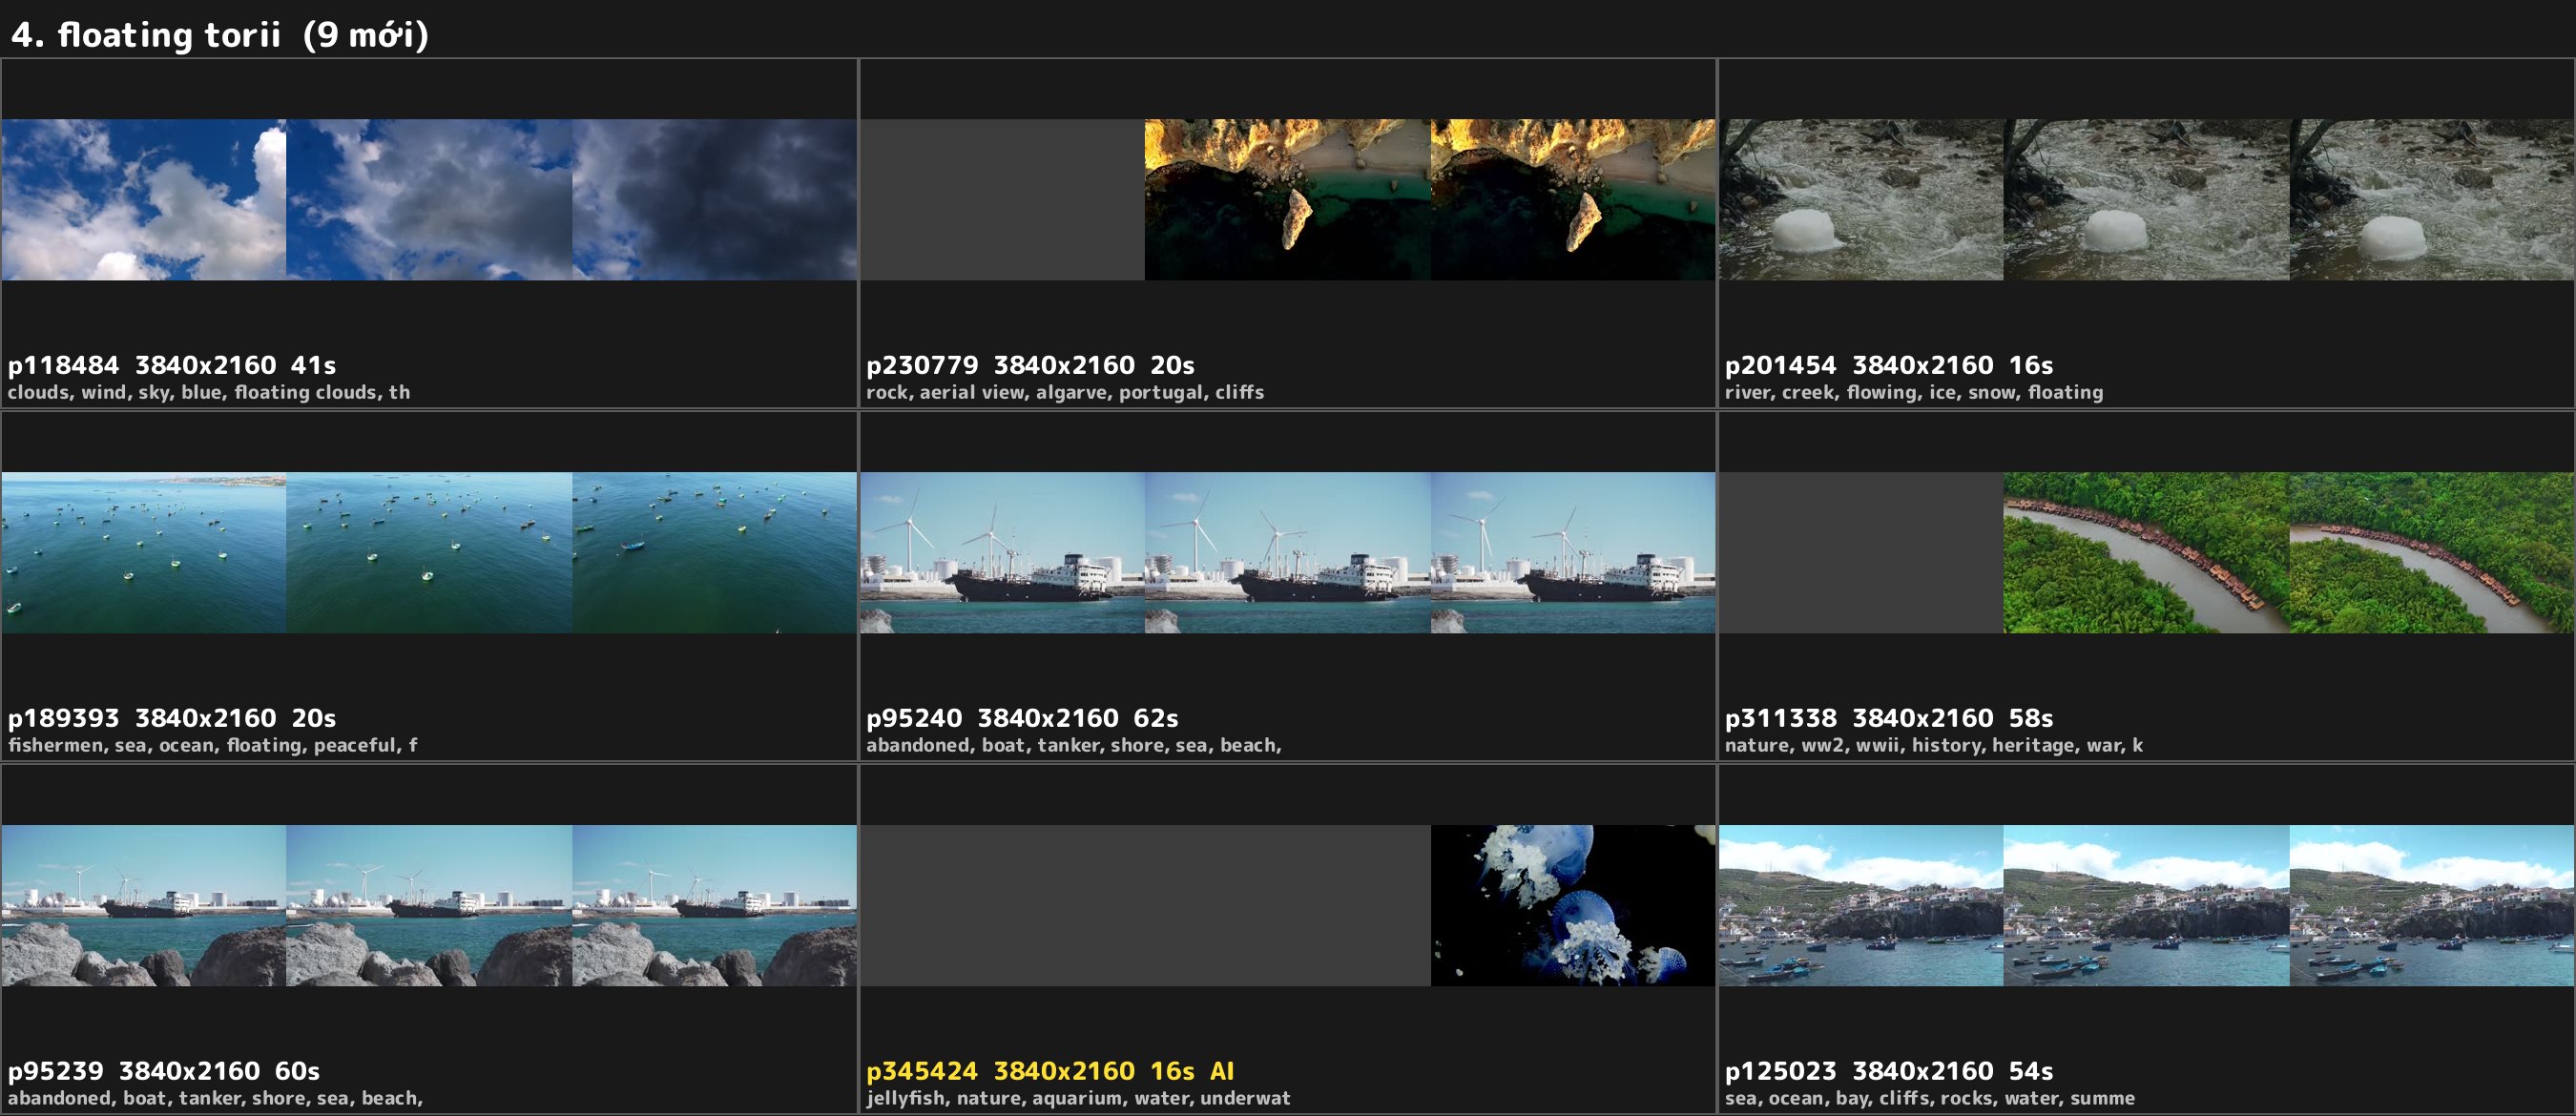 4. floating torii (9 mới)
p118484 3840x2160 41s
clouds, wind, sky, blue, floating clouds, th
p230779 3840x2160 20s
rock, aerial view, algarve, portugal, cliffs
p201454 3840x2160 16s
river, creek, flowing, ice, snow, floating
p189393 3840x2160 20s
fishermen, sea, ocean, floating, peaceful, f
p95240 3840x2160 62s
abandoned, boat, tanker, shore, sea, beach,
p311338 3840x2160 58s
nature, ww2, wwii, history, heritage, war, k
p95239 3840x2160 60s
abandoned, boat, tanker, shore, sea, beach,
p345424 3840x2160 16s AI
jellyfish, nature, aquarium, water, underwat
p125023 3840x2160 54s
sea, ocean, bay, cliffs, rocks, water, summe